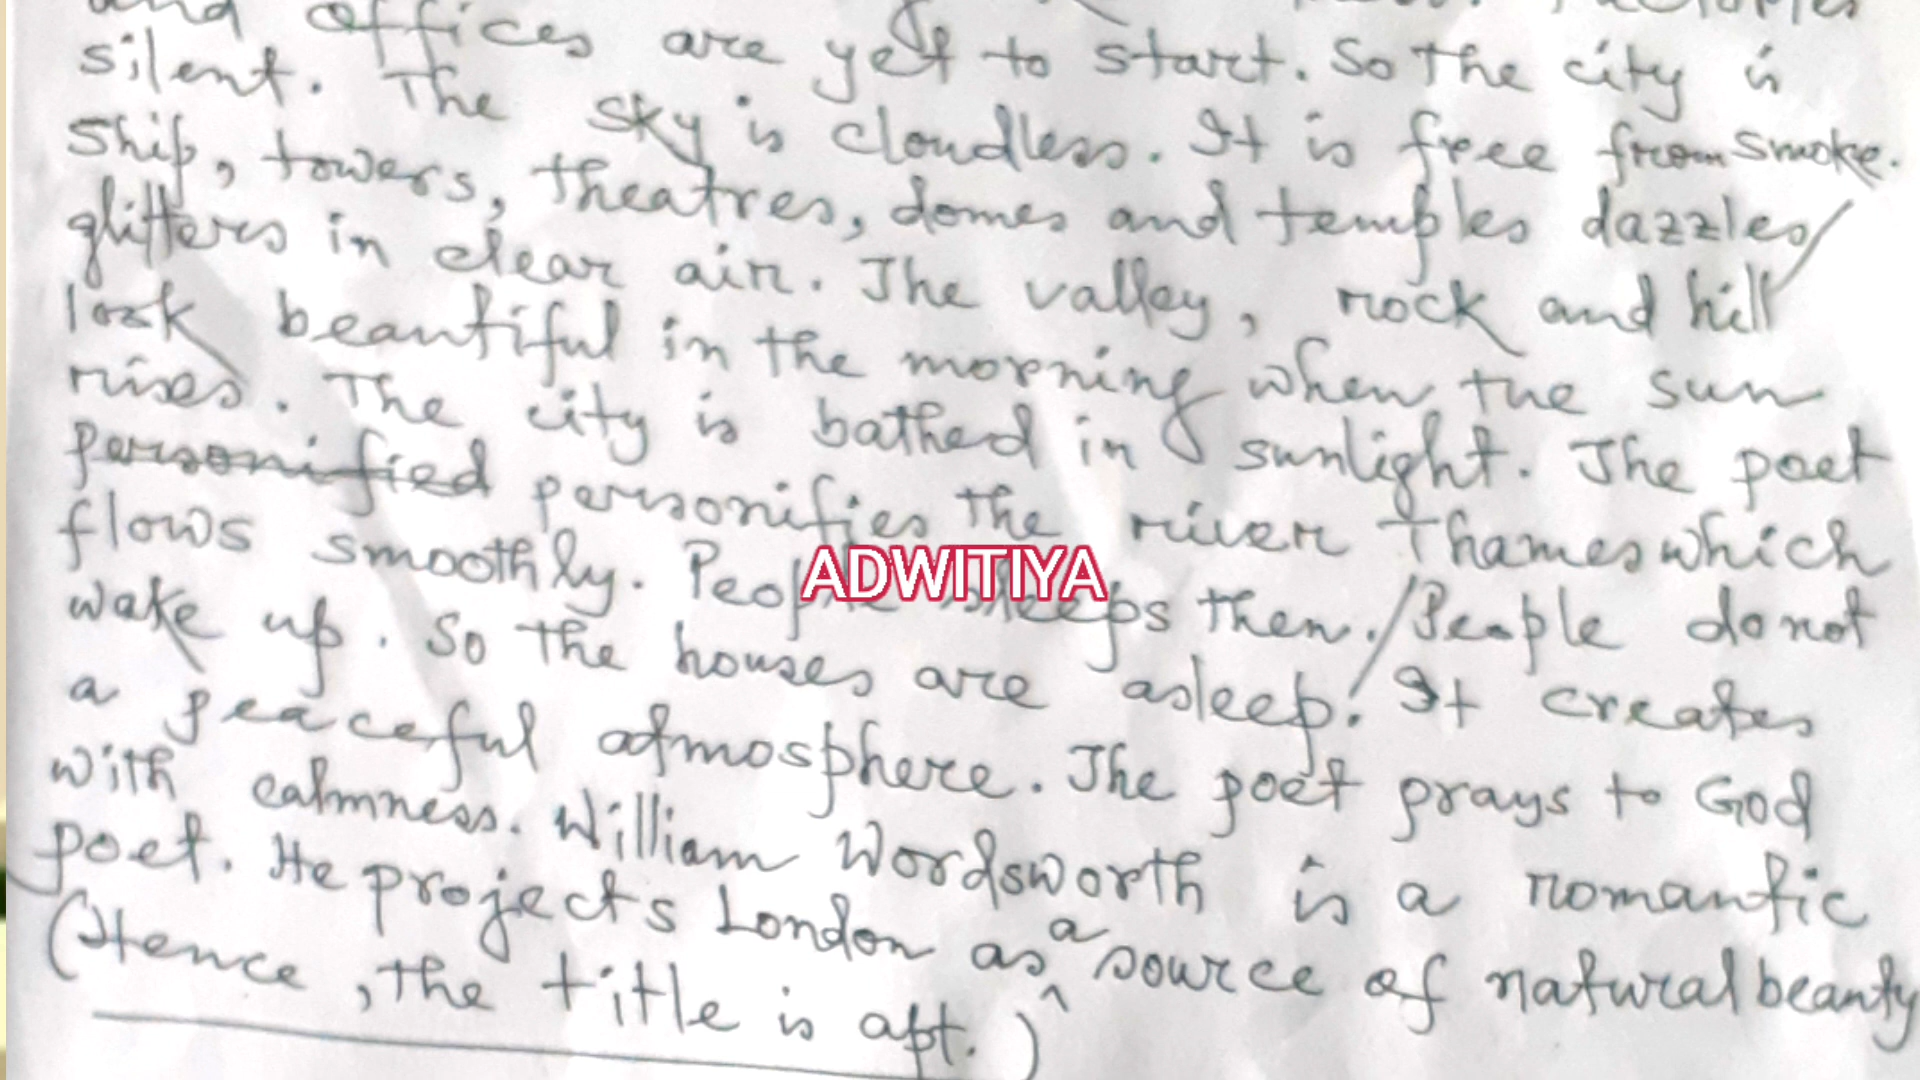 and offices are yet to start. So the city is
silent. The sky is cloudless. It is free from smoke.
Ship, towers, theatres, domes and temples dazzles/
glitters in clear air. The valley, rock and hill
look beautiful in the morning when the sun
rises. The city is bathed in sunlight. The poet
personified personifies the river Thames which
flows smoothly. People sleeps then./People do not
wake up. So the houses are asleep./It creates
a peaceful atmosphere. The poet prays to God
with calmness. William Wordsworth is a romantic
poet. He projects London as a source of natural beauty
(Hence, the title is apt.)
ADWITIYA